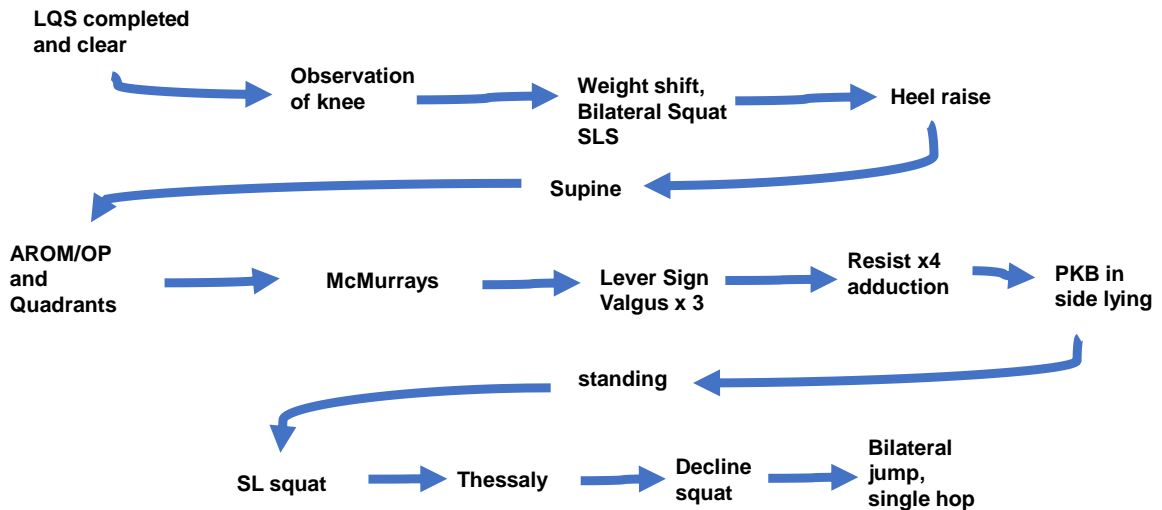 LQS completed
and clear
Observation
of knee
Weight shift,
Bilateral Squat
SLS
Heel raise
Supine
AROM/OP
and
Quadrants
McMurrays
Lever Sign
Valgus x 3
Resist x4
adduction
PKB in
side lying
standing
SL squat
Thessaly
Decline
squat
Bilateral
jump,
single hop